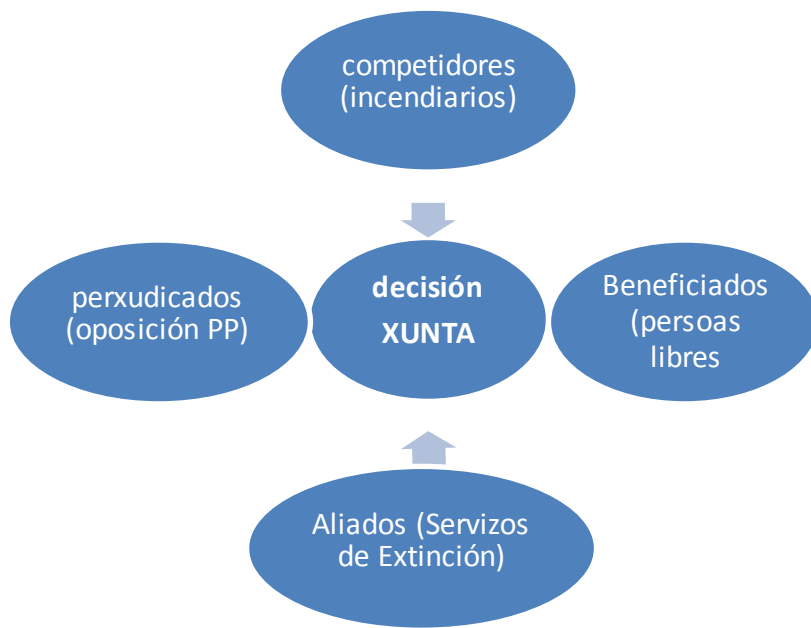 competidores
(incendiarios)
perxudicados
(oposición PP)
decisión
XUNTA
Beneficiados
(persoas
libres
Aliados (Servizos
de Extinción)